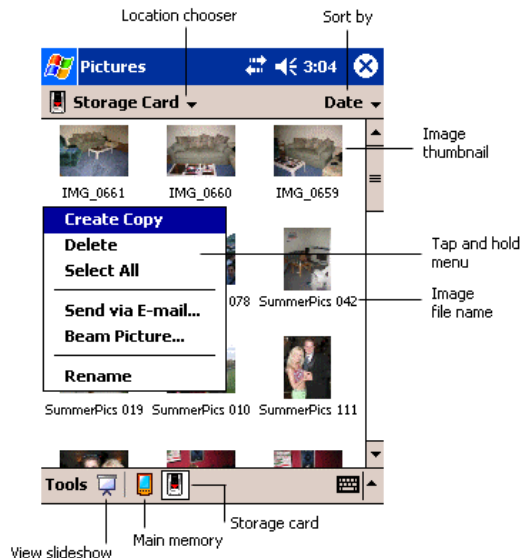 Location chooser
Sort by
Pictures
3:04
Storage Card
Date
Image
thumbnail
IMG_0661
IMG_0660
IMG_0659
Create Copy
Delete
Select All
Send via E-mail...
Beam Picture...
Rename
Tap and hold
menu
078
SummerPics 042
Image
file name
SummerPics 019
SummerPics 010
SummerPics 111
Tools
Storage card
Main memory
View slideshow